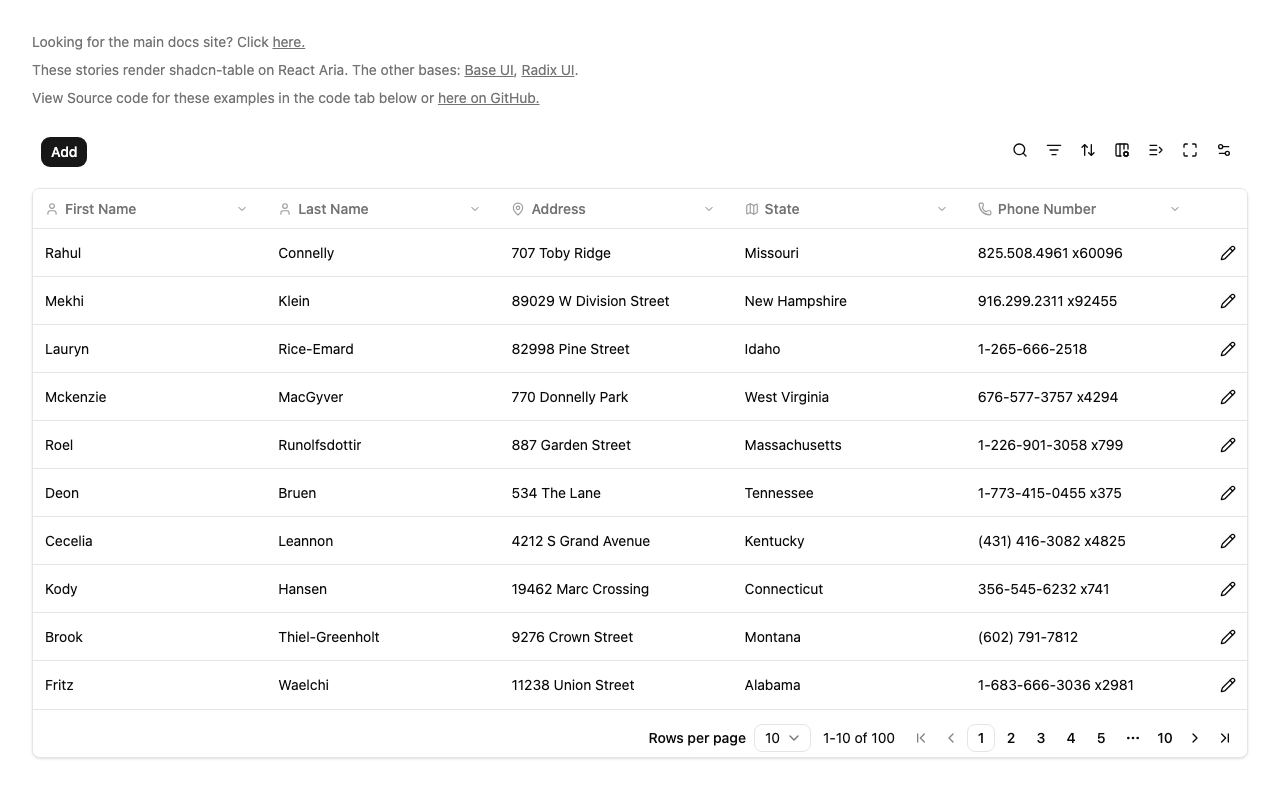 Looking for the main docs site? Click here.
These stories render shadcn-table on React Aria. The other bases: Base UI, Radix UI.
View Source code for these examples in the code tab below or here on GitHub.
Add
First Name Last Name Address State Phone Number
Rahul Connelly 707 Toby Ridge Missouri 825.508.4961 x60096
Mekhi Klein 89029 W Division Street New Hampshire 916.299.2311 x92455
Lauryn Rice-Emard 82998 Pine Street Idaho 1-265-666-2518
Mckenzie MacGyver 770 Donnelly Park West Virginia 676-577-3757 x4294
Roel Runolfsdottir 887 Garden Street Massachusetts 1-226-901-3058 x799
Deon Bruen 534 The Lane Tennessee 1-773-415-0455 x375
Cecelia Leannon 4212 S Grand Avenue Kentucky (431) 416-3082 x4825
Kody Hansen 19462 Marc Crossing Connecticut 356-545-6232 x741
Brook Thiel-Greenholt 9276 Crown Street Montana (602) 791-7812
Fritz Waelchi 11238 Union Street Alabama 1-683-666-3036 x2981
Rows per page 10 1-10 of 100 1 2 3 4 5 ... 10